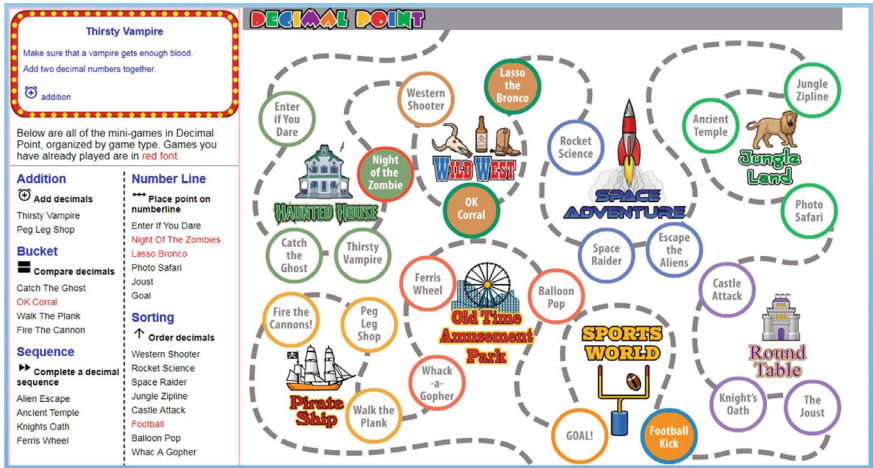 Thirsty Vampire
Make sure that a vampire gets enough blood.
Add two decimal numbers together.
addition
Below are all of the mini-games in Decimal
Point, organized by game type. Games you
have already played are in red font.
Addition
Add decimals
Thirsty Vampire
Peg Leg Shop
Bucket
Compare decimals
Catch The Ghost
OK Corral
Walk The Plank
Fire The Cannon
Sequence
Complete a decimal
sequence
Alien Escape
Ancient Temple
Knights Oath
Ferris Wheel
Number Line
Place point on
numberline
Enter If You Dare
Night Of The Zombies
Lasso Bronco
Photo Safari
Joust
Goal
Sorting
Order decimals
Western Shooter
Rocket Science
Space Raider
Jungle Zipline
Castle Attack
Football
Balloon Pop
Whac A Gopher
DECIMAL POINT
Enter
if You
Dare
Night
of the
Zombie
HAUNTED HOUSE
Catch
the
Ghost
Thirsty
Vampire
Western
Shooter
Lasso
the
Bronco
WILD WEST
OK
Corral
Rocket
Science
SPACE
ADVENTURE
Space
Raider
Escape
the
Aliens
Jungle
Zipline
Ancient
Temple
Jungle
Land
Photo
Safari
Ferris
Wheel
Balloon
Pop
Old Time
Amusement
Park
Whack
-a-
Gopher
Fire the
Cannons!
Peg
Leg
Shop
Pirate
Ship
Walk the
Plank
SPORTS
WORLD
GOAL!
Football
Kick
Castle
Attack
Round
Table
Knight's
Oath
The
Joust